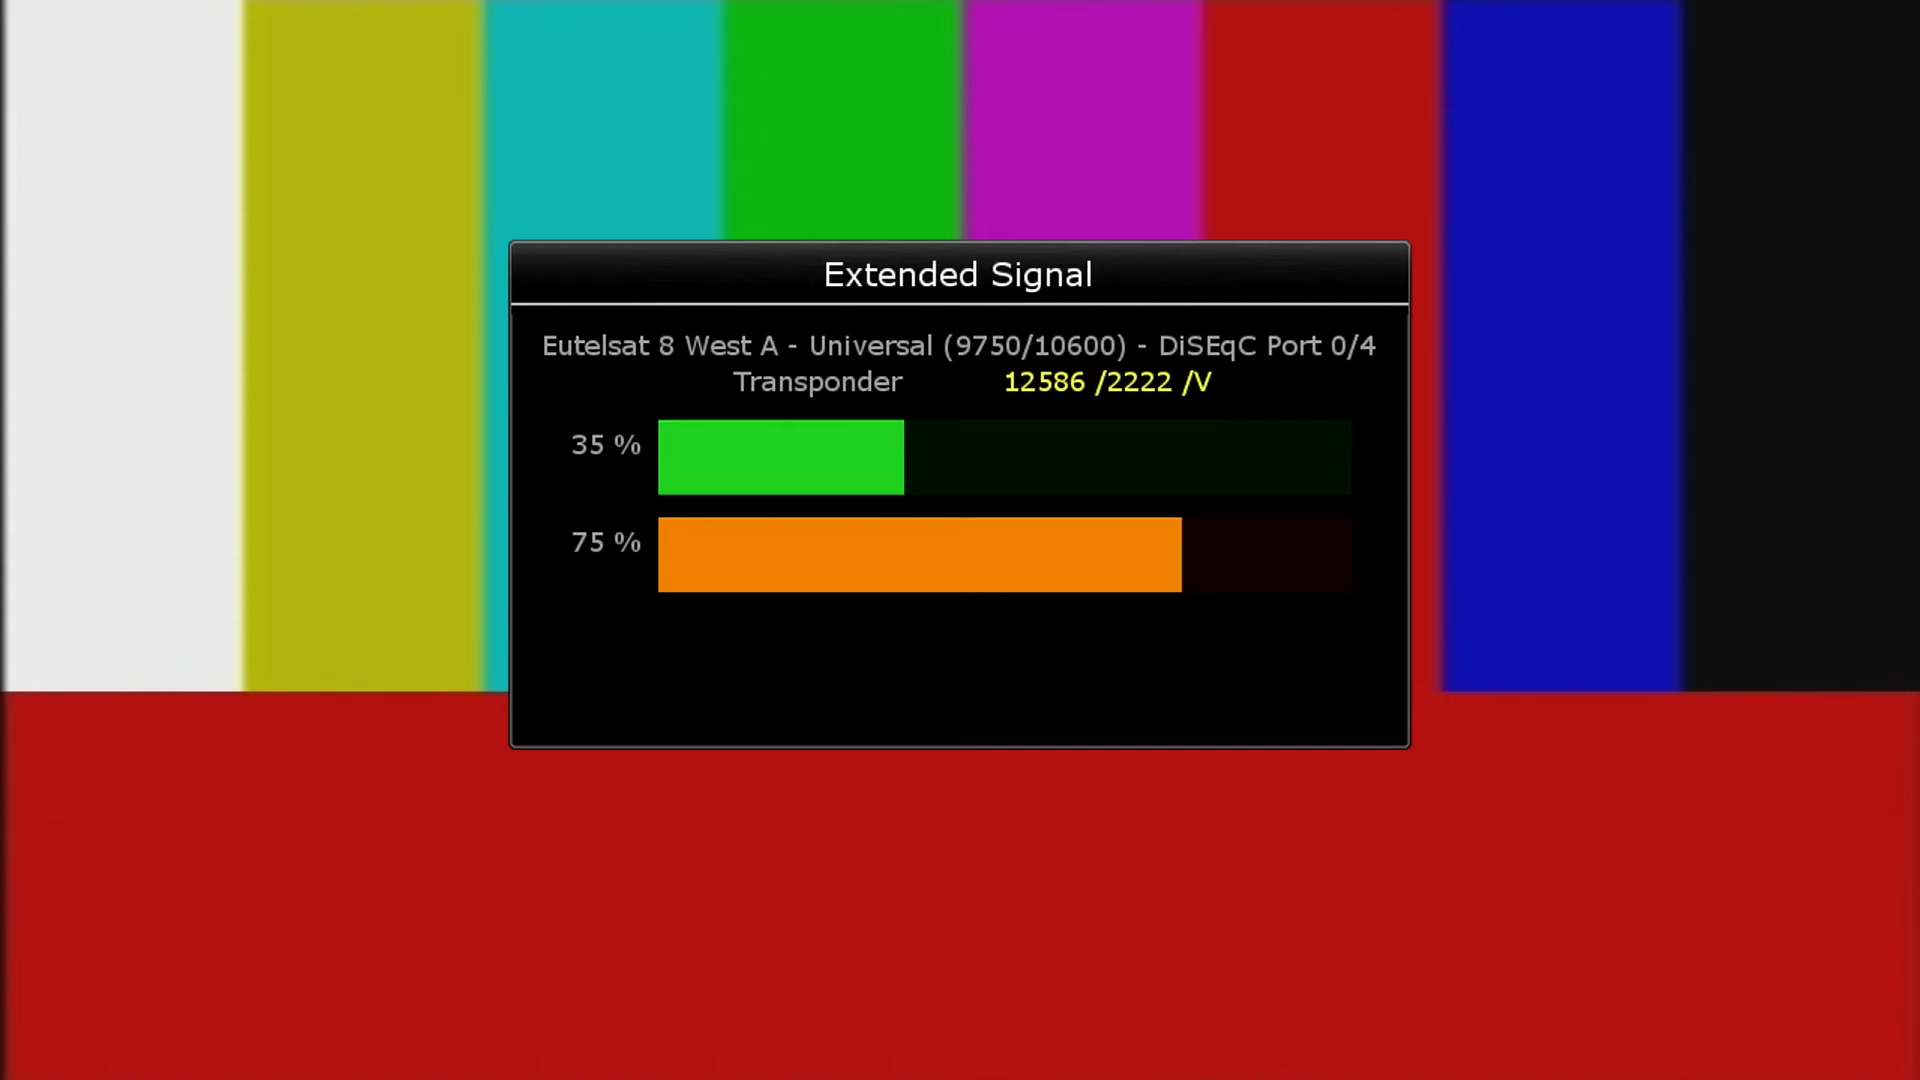 Extended Signal
Eutelsat 8 West A - Universal (9750/10600) - DiSEqC Port 0/4
Transponder 12586 /2222 /V
35 %
75 %